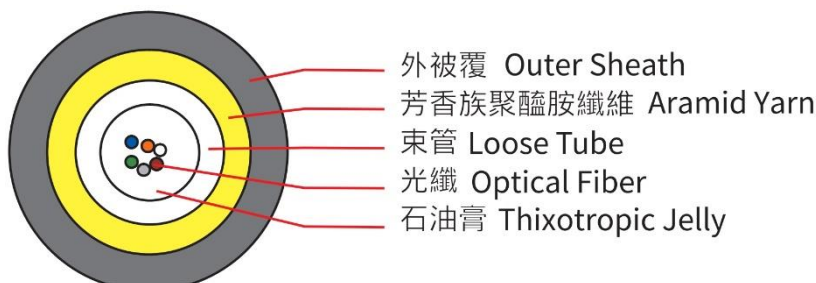 外被覆 Outer Sheath
芳香族聚醯胺纖維 Aramid Yarn
束管 Loose Tube
光纖 Optical Fiber
石油膏 Thixotropic Jelly